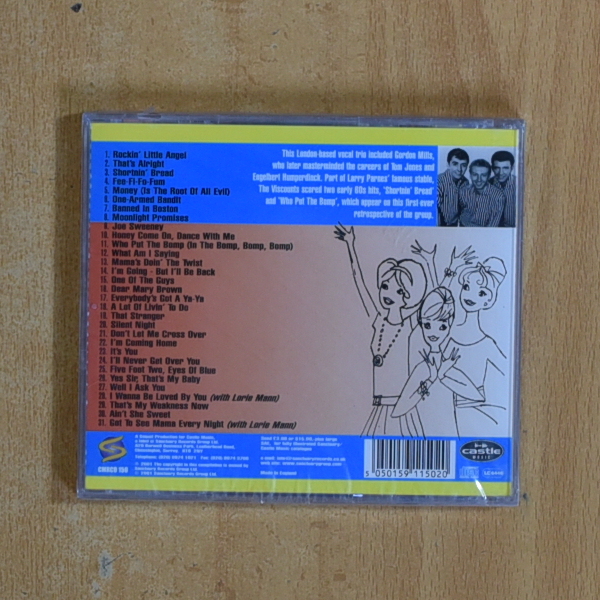 1. Rockin' Little Angel
2. That's Alright
3. Shortnin' Bread
4. Fee-Fi-Fo-Fum
5. Money (Is The Root Of All Evil)
6. One-Armed Bandit
7. Banned In Boston
8. Moonlight Promises
9. Joe Sweeney
10. Honey Come On, Dance With Me
11. Who Put The Bomp (In The Bomp, Bomp, Bomp)
12. What Am I Saying
13. Mama's Doin' The Twist
14. I'm Going - But I'll Be Back
15. One Of The Guys
16. Dear Mary Brown
17. Everybody's Got A Ya-Ya
18. A Lot Of Livin' To Do
19. That Stranger
20. Silent Night
21. Don't Let Me Cross Over
22. I'm Coming Home
23. It's You
24. I'll Never Get Over You
25. Five Foot Two, Eyes Of Blue
26. Yes Sir, That's My Baby
27. Well I Ask You
28. I Wanna Be Loved By You (with Lorie Mann)
29. That's My Weakness Now
30. Ain't She Sweet
31. Got To See Mama Every Night (with Lorie Mann)
This London-based vocal trio included Gordon Mills,
who later masterminded the careers of Tom Jones and
Engelbert Humperdinck. Part of Larry Parnes' famous stable,
The Viscounts scored two early 60s hits, 'Shortnin' Bread'
and 'Who Put The Bomp', which appear on this first-ever
retrospective of the group.
CMRCD 150
Made in England
5 050159 115020
castle
MUSIC